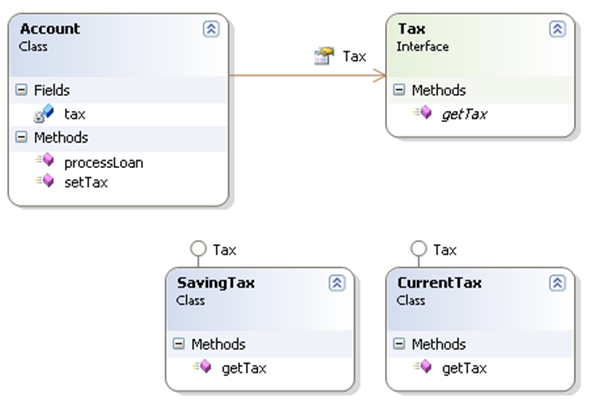 Account
Class
Fields
tax
Methods
processLoan
setTax
Tax
Tax
Interface
Methods
getTax
Tax
SavingTax
Class
Methods
getTax
Tax
CurrentTax
Class
Methods
getTax